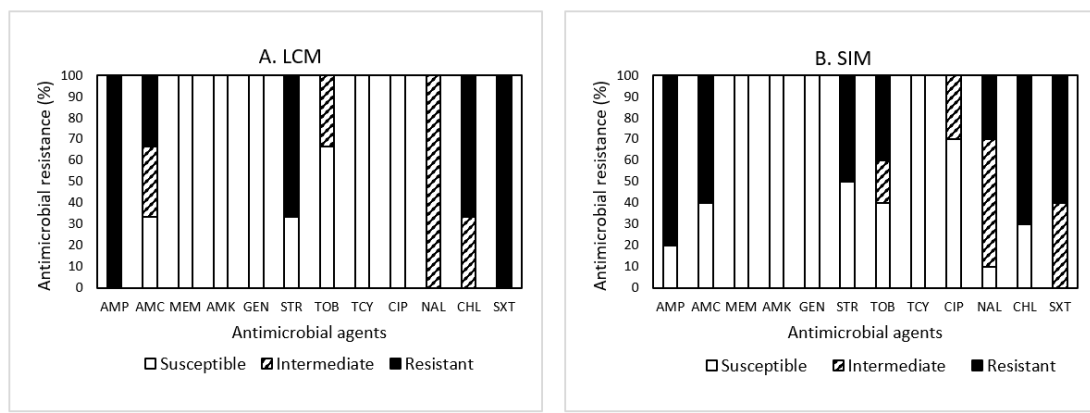 A. LCM
Antimicrobial resistance (%)
100
90
80
70
60
50
40
30
20
10
0
AMP AMC MEM AMK GEN STR TOB TCY CIP NAL CHL SXT
Antimicrobial agents
Susceptible Intermediate Resistant
B. SIM
Antimicrobial resistance (%)
100
90
80
70
60
50
40
30
20
10
0
AMP AMC MEM AMK GEN STR TOB TCY CIP NAL CHL SXT
Antimicrobial agents
Susceptible Intermediate Resistant